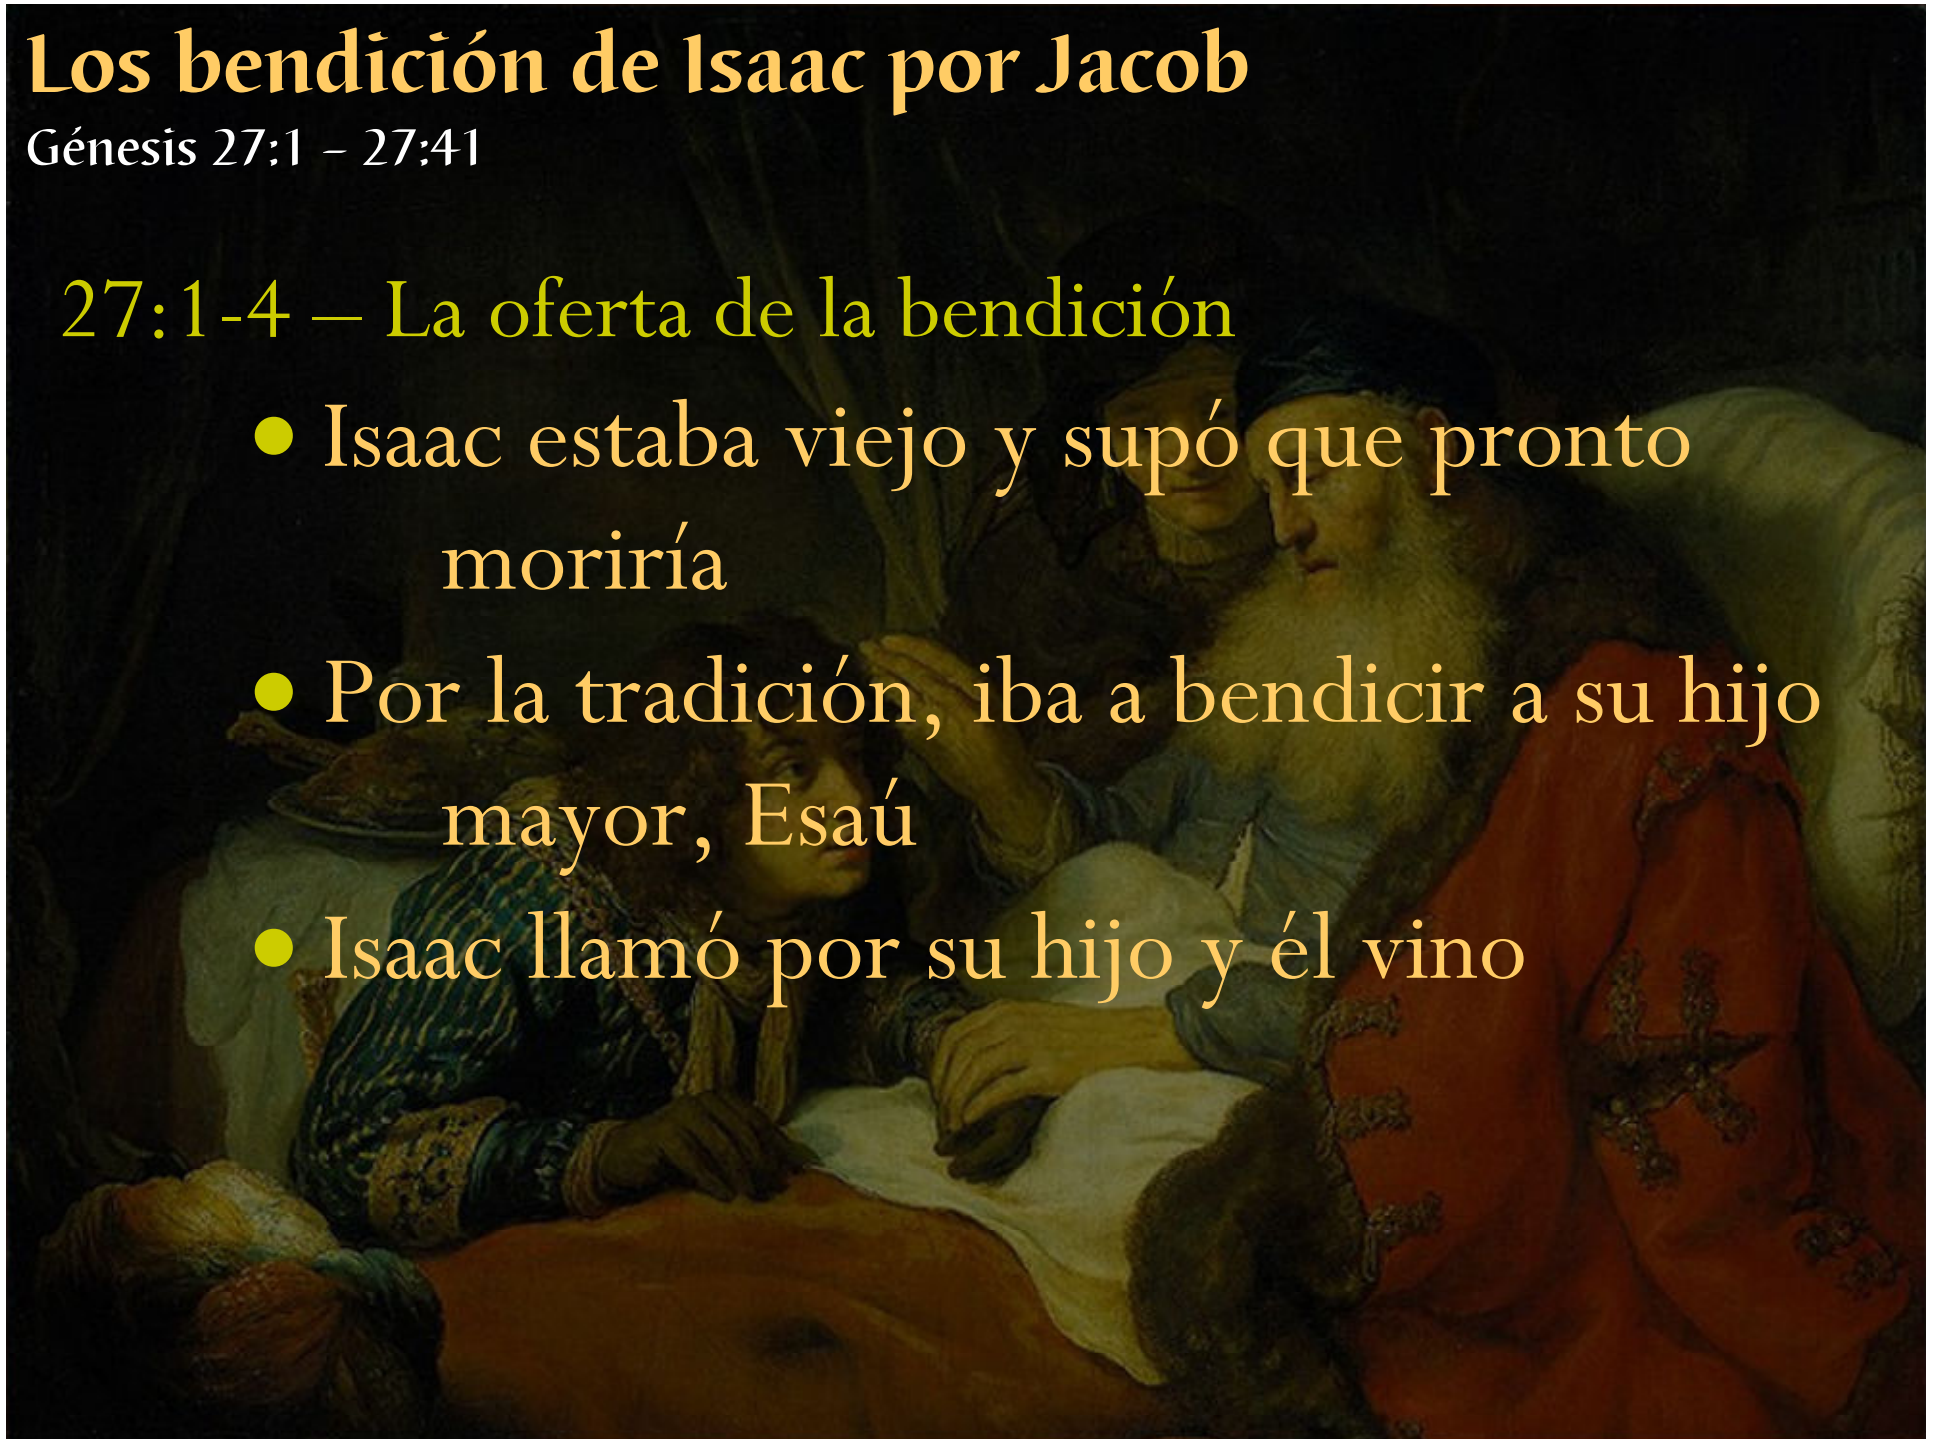 Los bendición de Isaac por Jacob
Génesis 27:1 – 27:41
27:1-4 – La oferta de la bendición
● Isaac estaba viejo y supó que pronto
moriría
● Por la tradición, iba a bendicir a su hijo
mayor, Esaú
● Isaac llamó por su hijo y él vino